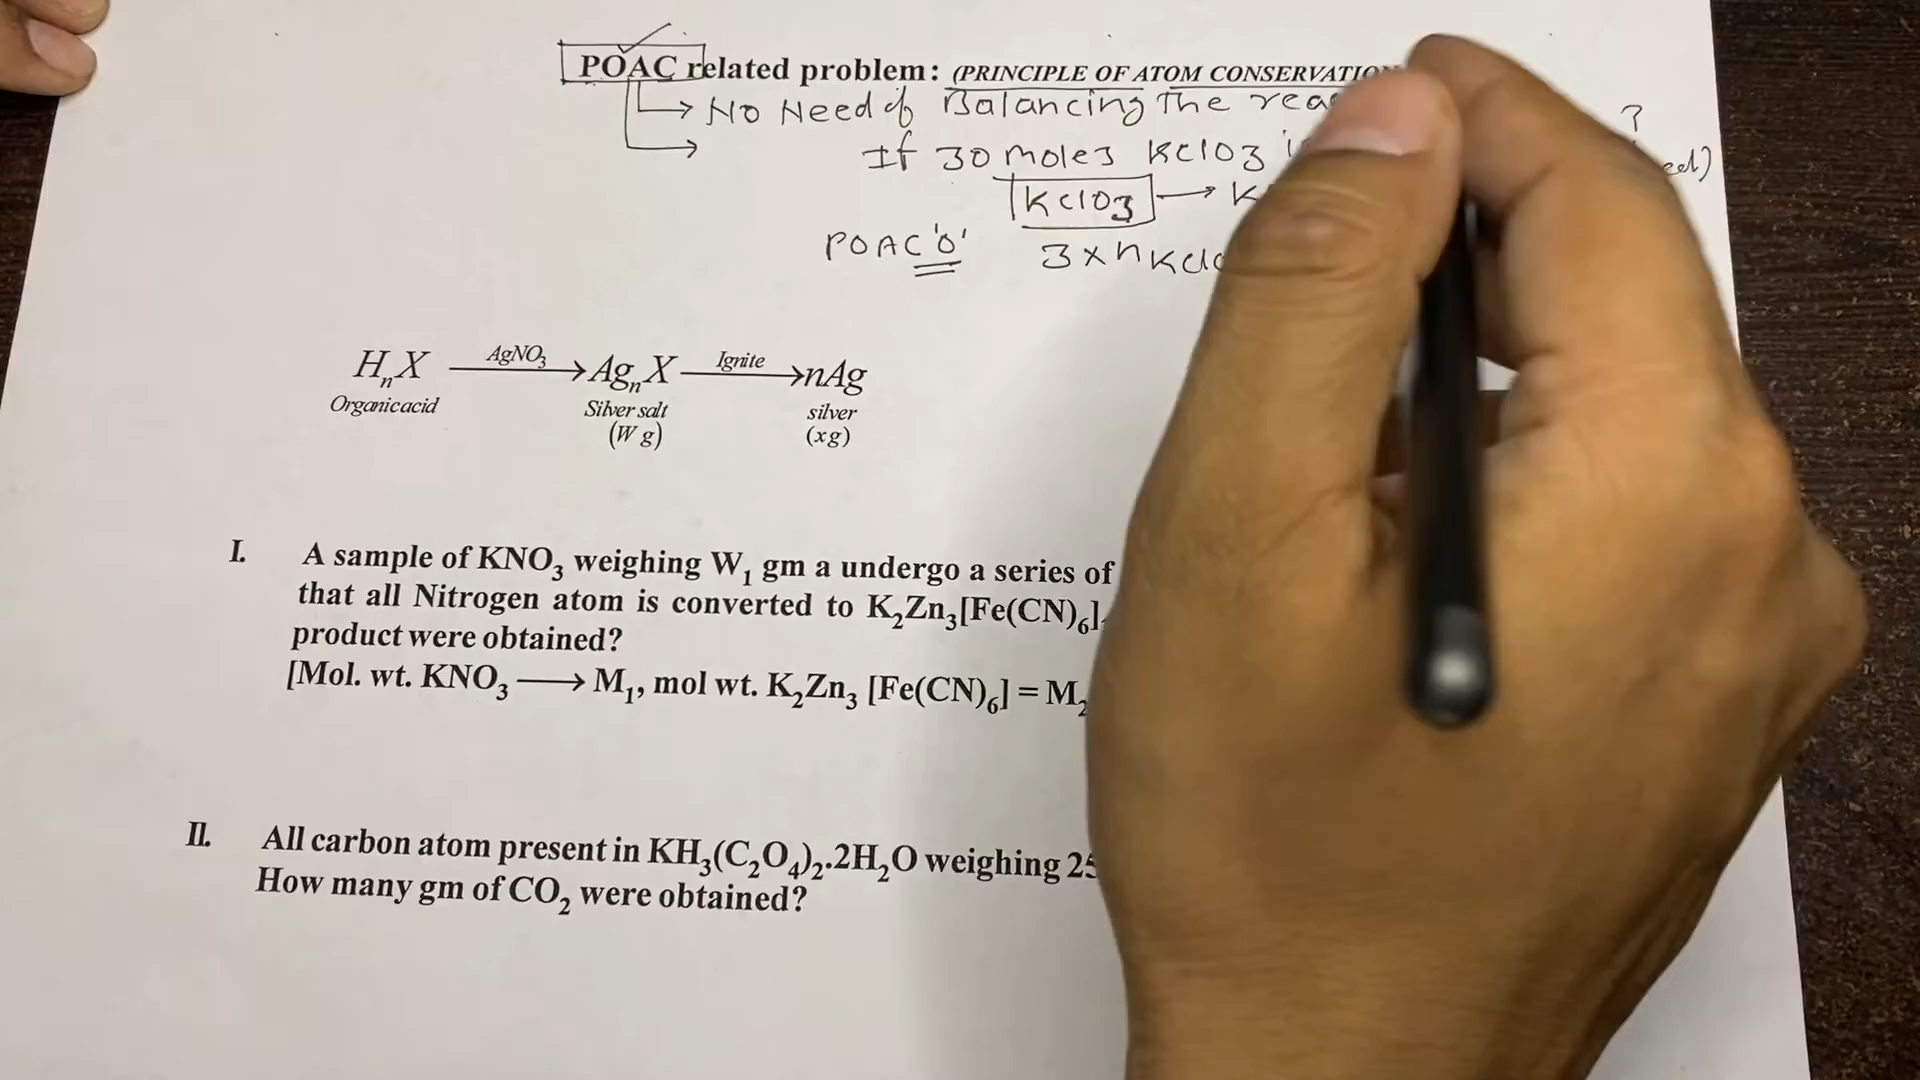 POAC related problem: (PRINCIPLE OF ATOM CONSERVATION
→ No Need of Balancing The rea
?
→ If 30 moles KClO3
KClO3 → K
POAC 'O' 3 × nKClO
HnX —AgNO3→ AgnX —Ignite→ nAg
Organic acid Silver salt silver
(W g) (x g)
I. A sample of KNO3 weighing W1 gm a undergo a series of
that all Nitrogen atom is converted to K2Zn3[Fe(CN)6]
product were obtained?
[Mol. wt. KNO3 ⟶ M1, mol wt. K2Zn3 [Fe(CN)6] = M2
II. All carbon atom present in KH3(C2O4)2.2H2O weighing 25
How many gm of CO2 were obtained?